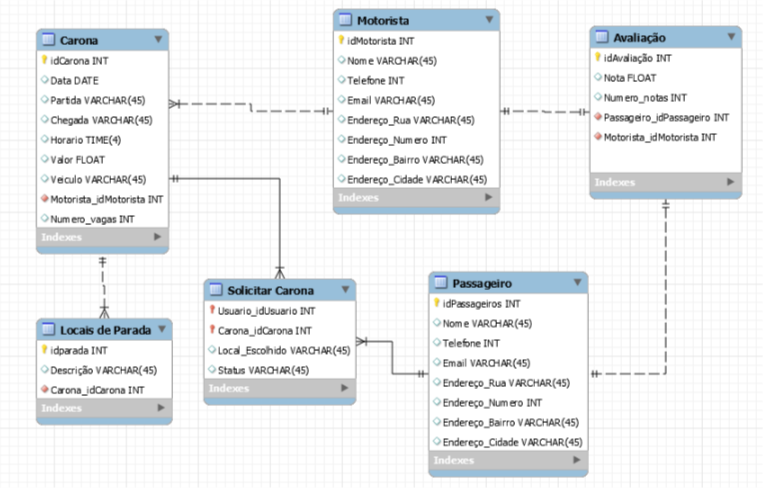 Carona
idCarona INT
Data DATE
Partida VARCHAR(45)
Chegada VARCHAR(45)
Horario TIME(4)
Valor FLOAT
Veiculo VARCHAR(45)
Motorista_idMotorista INT
Numero_vagas INT
Indexes
Motorista
idMotorista INT
Nome VARCHAR(45)
Telefone INT
Email VARCHAR(45)
Endereço_Rua VARCHAR(45)
Endereço_Numero INT
Endereço_Bairro VARCHAR(45)
Endereço_Cidade VARCHAR(45)
Indexes
Avaliação
idAvaliação INT
Nota FLOAT
Numero_notas INT
Passageiro_idPassageiro INT
Motorista_idMotorista INT
Indexes
Locais de Parada
idparada INT
Descrição VARCHAR(45)
Carona_idCarona INT
Indexes
Solicitar Carona
Usuario_idUsuario INT
Carona_idCarona INT
Local_Escolhido VARCHAR(45)
Status VARCHAR(45)
Indexes
Passageiro
idPassageiros INT
Nome VARCHAR(45)
Telefone INT
Email VARCHAR(45)
Endereço_Rua VARCHAR(45)
Endereço_Numero INT
Endereço_Bairro VARCHAR(45)
Endereço_Cidade VARCHAR(45)
Indexes